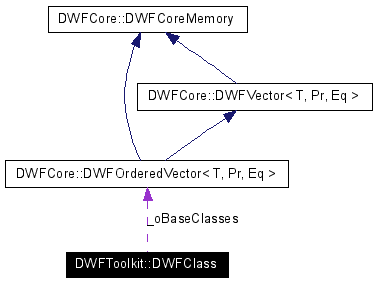 DWFCore::DWFCoreMemory
DWFCore::DWFVector< T, Pr, Eq >
DWFCore::DWFOrderedVector< T, Pr, Eq >
_oBaseClasses
DWFToolkit::DWFClass